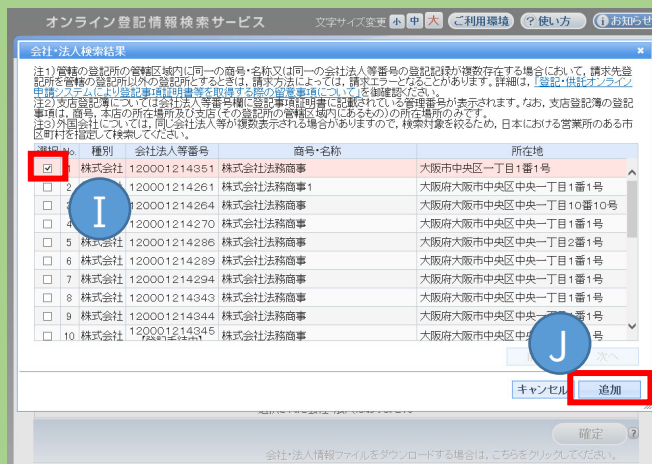 オンライン登記情報検索サービス 文字サイズ変更 小 中 大 ご利用環境 ?使い方 iお知らせ
会社・法人検索結果 ×
注1)管轄の登記所の管轄区域内に同一の商号・名称又は同一の会社法人等番号の登記記録が複数存在する場合において,請求先登
記所を管轄の登記所以外の登記所とするときは,請求方法によっては,請求エラーとなることがあります。詳細は,「登記・供託オンライン
申請システムにより登記事項証明書等を取得する際の留意事項について」を御確認ください。
注2)支店登記簿については会社法人等番号欄に登記事項証明書に記載されている管理番号が表示されます。なお,支店登記簿の登記
事項は,商号,本店の所在場所及び支店(その登記所の管轄区域内にあるもの)の所在場所のみです。
注3)外国会社については,同じ会社法人等が複数表示される場合がありますので,検索対象を絞るため,日本における営業所のある市
区町村を指定して検索してください。
選択 No. 種別 会社法人等番号 商号・名称 所在地
株式会社 120001214351 株式会社法務商事 大阪市中央区一丁目1番1号
2 120001214261 株式会社法務商事1 大阪府大阪市中央区中央一丁目1番1号
120001214264 株式会社法務商事 大阪府大阪市中央区中央一丁目10番10号
120001214270 株式会社法務商事 大阪府大阪市中央区中央一丁目1番1号
5 株式会社 120001214286 株式会社法務商事 大阪府大阪市中央区中央一丁目2番1号
6 株式会社 120001214289 株式会社法務商事 大阪府大阪市中央区中央一丁目1番1号
7 株式会社 120001214294 株式会社法務商事 大阪府大阪市中央区中央一丁目1番1号
8 株式会社 120001214343 株式会社法務商事 大阪府大阪市中央区中央一丁目1番1号
9 株式会社 120001214344 株式会社法務商事 大阪府大阪市中央区中央一丁目1番1号
10 株式会社 120001214345 株式会社法務商事 大阪府大阪市中央区中央 号
【登記手続中】
I
J
次へ
キャンセル 追加
確定 ?
会社・法人情報ファイルをダウンロードする場合は,こちらをクリックしてください。